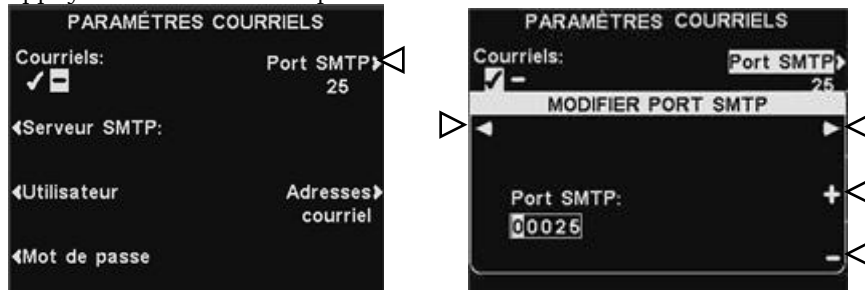 PARAMÈTRES COURRIELS
Courriels:
Port SMTP
25
Serveur SMTP:
Utilisateur
Adresses
courriel
Mot de passe
PARAMÈTRES COURRIELS
Courriels:
Port SMTP
25
MODIFIER PORT SMTP
Port SMTP:
00025